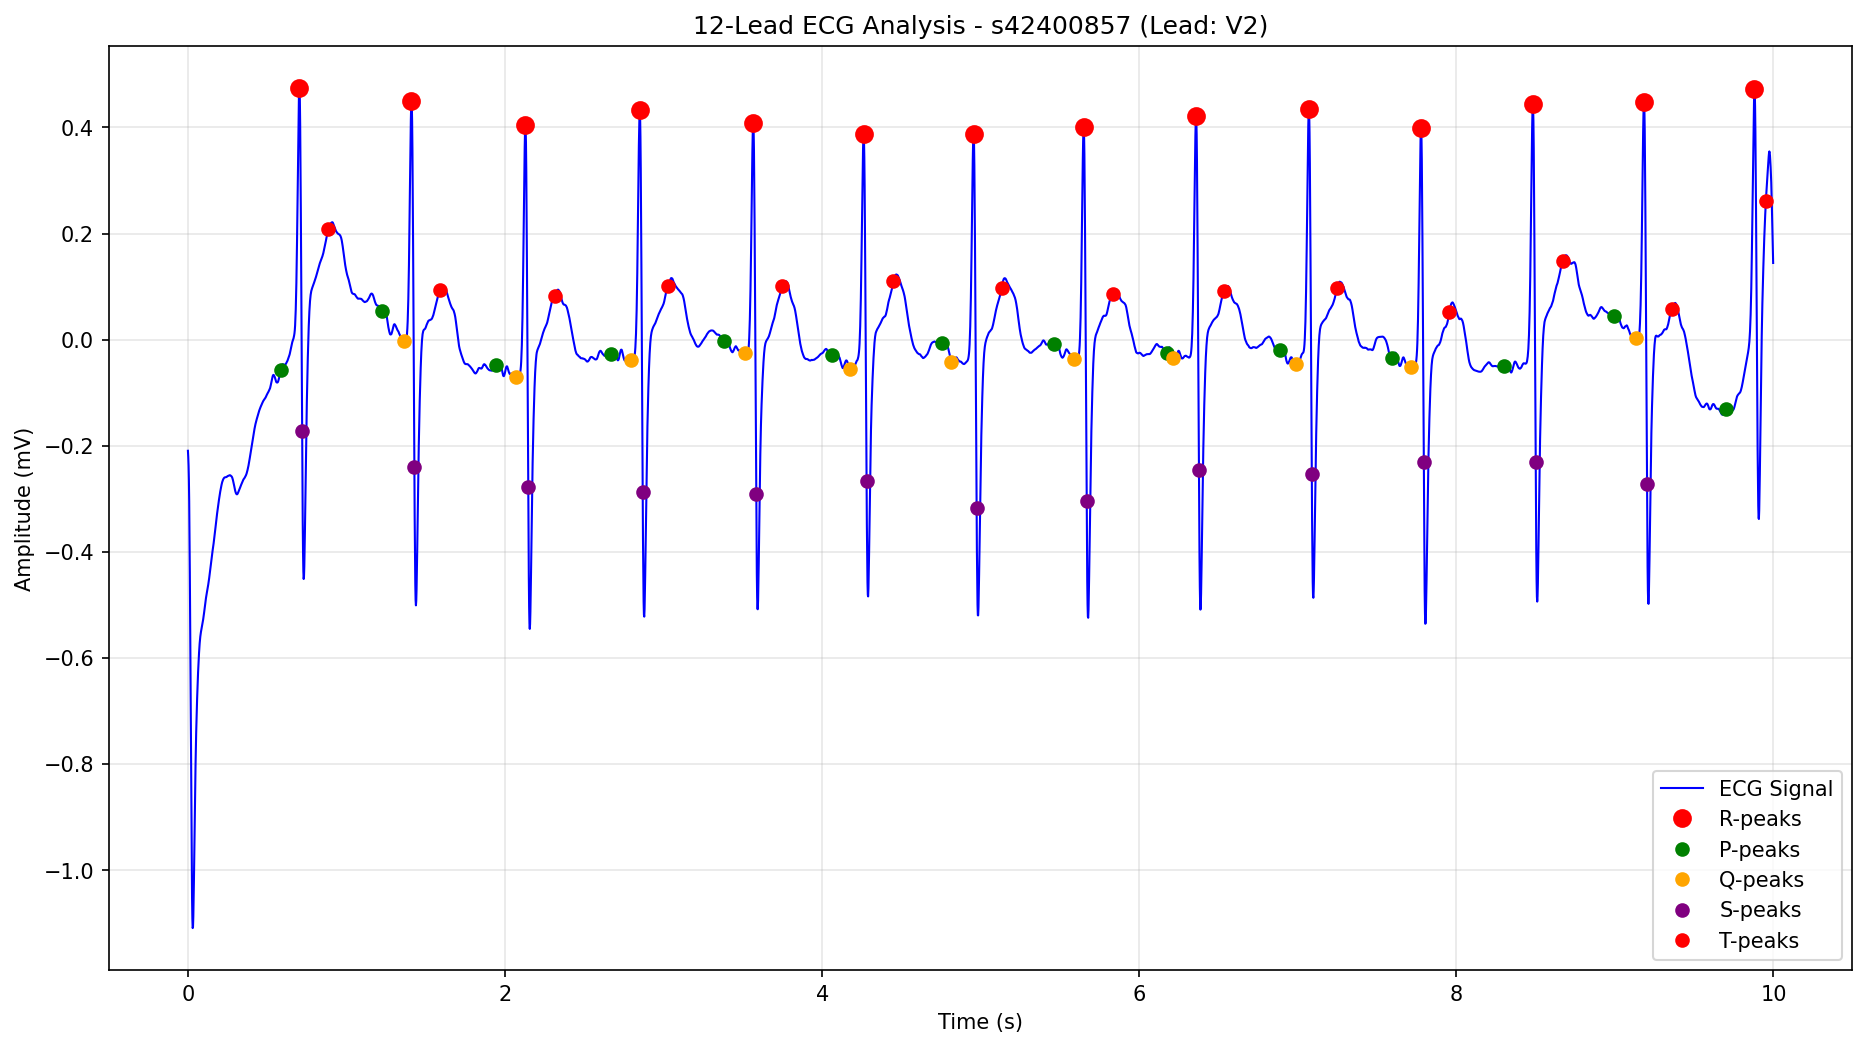 12-Lead ECG Analysis - s42400857 (Lead: V2)
Amplitude (mV)
0.4
0.2
0.0
−0.2
−0.4
−0.6
−0.8
−1.0
0 2 4 6 8 10
Time (s)
ECG Signal
R-peaks
P-peaks
Q-peaks
S-peaks
T-peaks